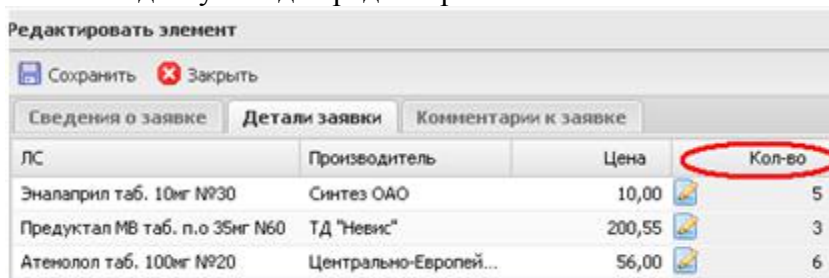 Редактировать элемент
Сохранить Закрыть
Сведения о заявке Детали заявки Комментарии к заявке
ЛС Производитель Цена Кол-во
Эналаприл таб. 10мг №30 Синтез ОАО 10,00 5
Предуктал МВ таб. п.о 35мг N60 ТД "Невис" 200,55 3
Атенолол таб. 100мг №20 Центрально-Европей... 56,00 6